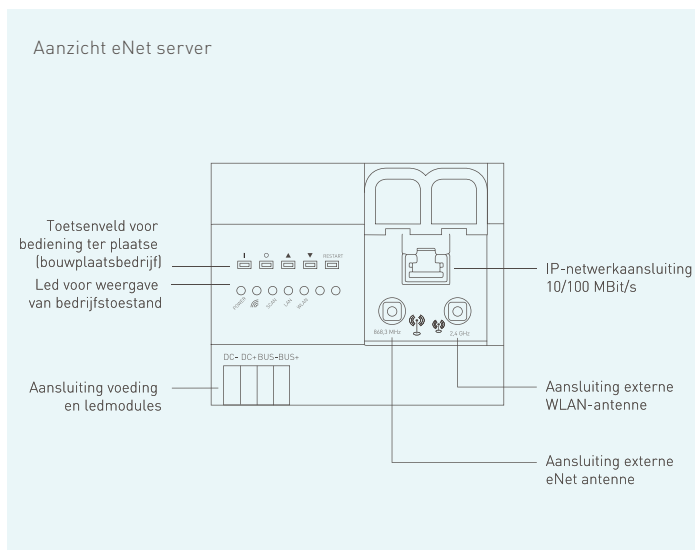 Aanzicht eNet server
Toetsenveld voor
bediening ter plaatse
(bouwplaatsbedrijf)
Led voor weergave
van bedrijfstoestand
Aansluiting voeding
en ledmodules
I O ▲ ▼ RESTART
POWER SCAN LAN WLAN
868,3 MHz 2,4 GHz
DC- DC+ BUS- BUS+
IP-netwerkaansluiting
10/100 MBit/s
Aansluiting externe
WLAN-antenne
Aansluiting externe
eNet antenne